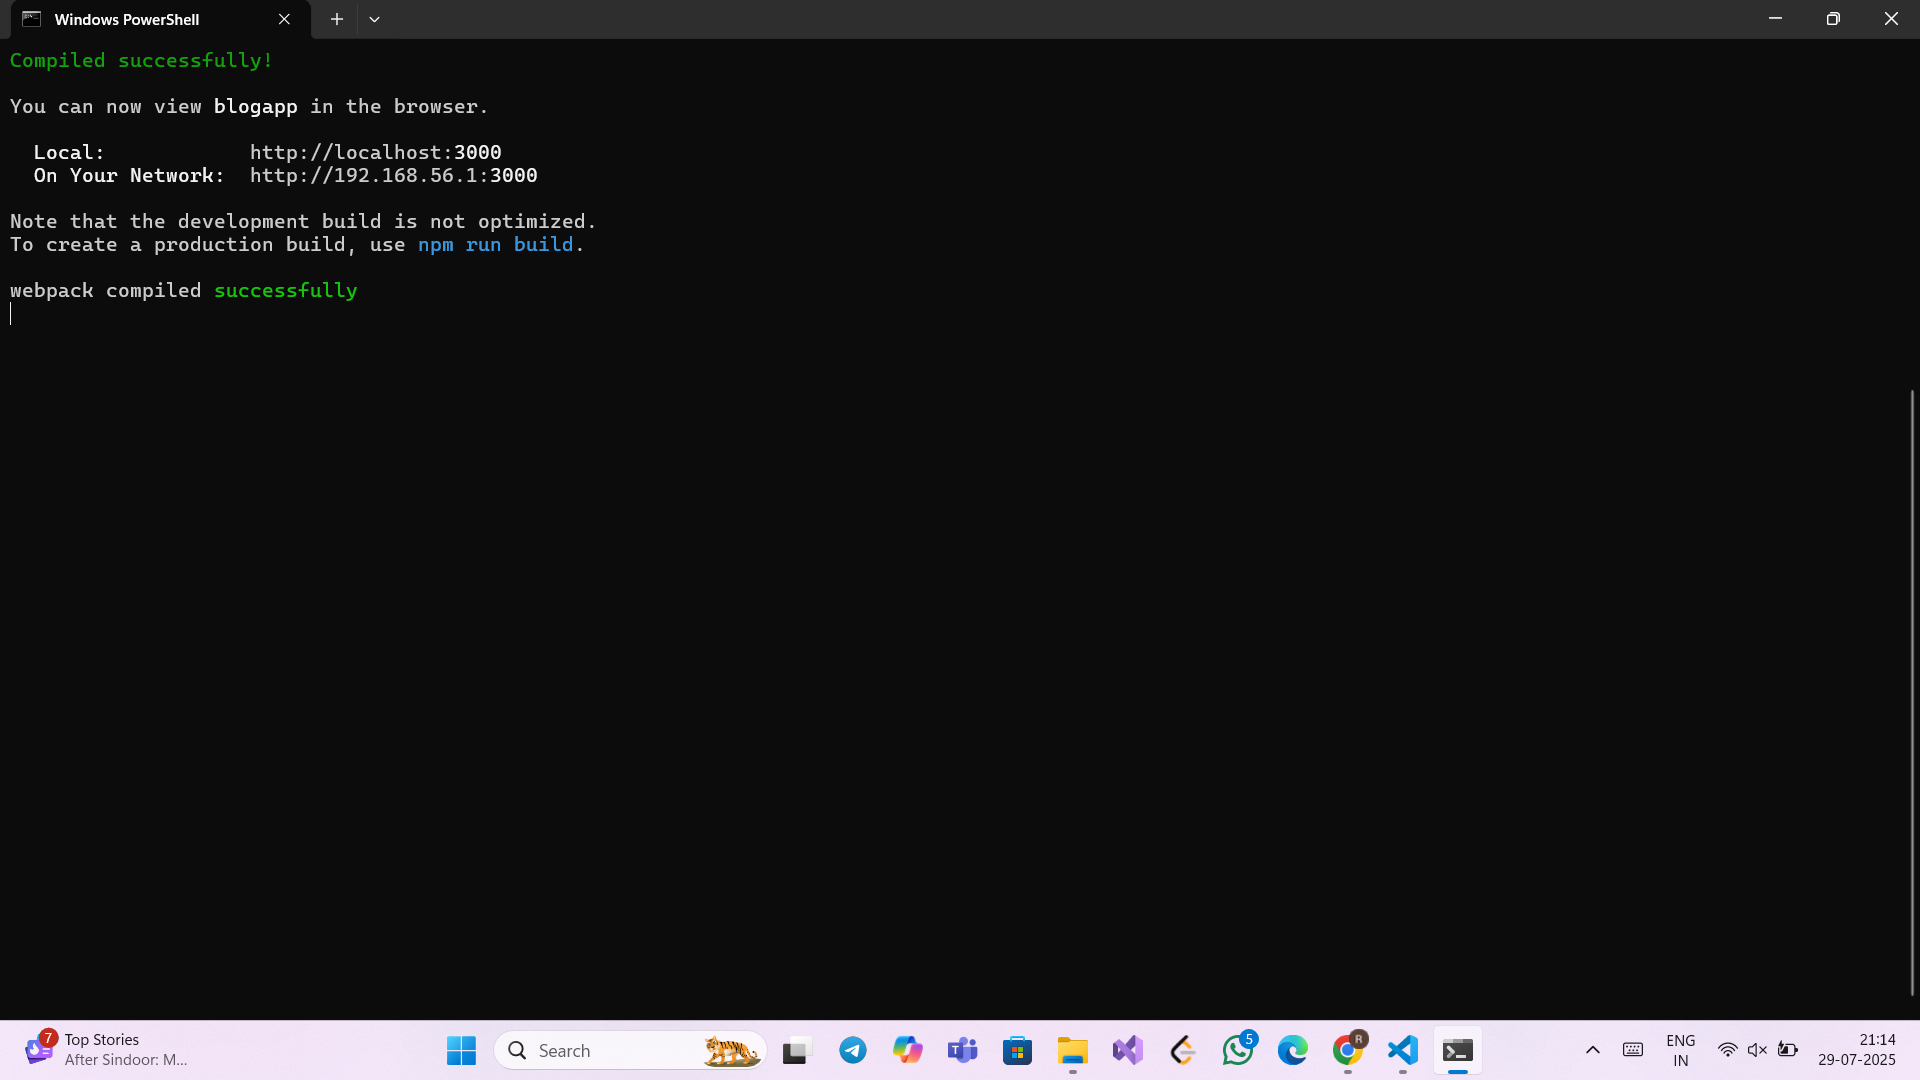 Windows PowerShell
Compiled successfully!
You can now view blogapp in the browser.
Local: http://localhost:3000
On Your Network: http://192.168.56.1:3000
Note that the development build is not optimized.
To create a production build, use npm run build.
webpack compiled successfully
7
Top Stories
After Sindoor: M...
Search
T
5
R
ENG
IN
21:14
29-07-2025